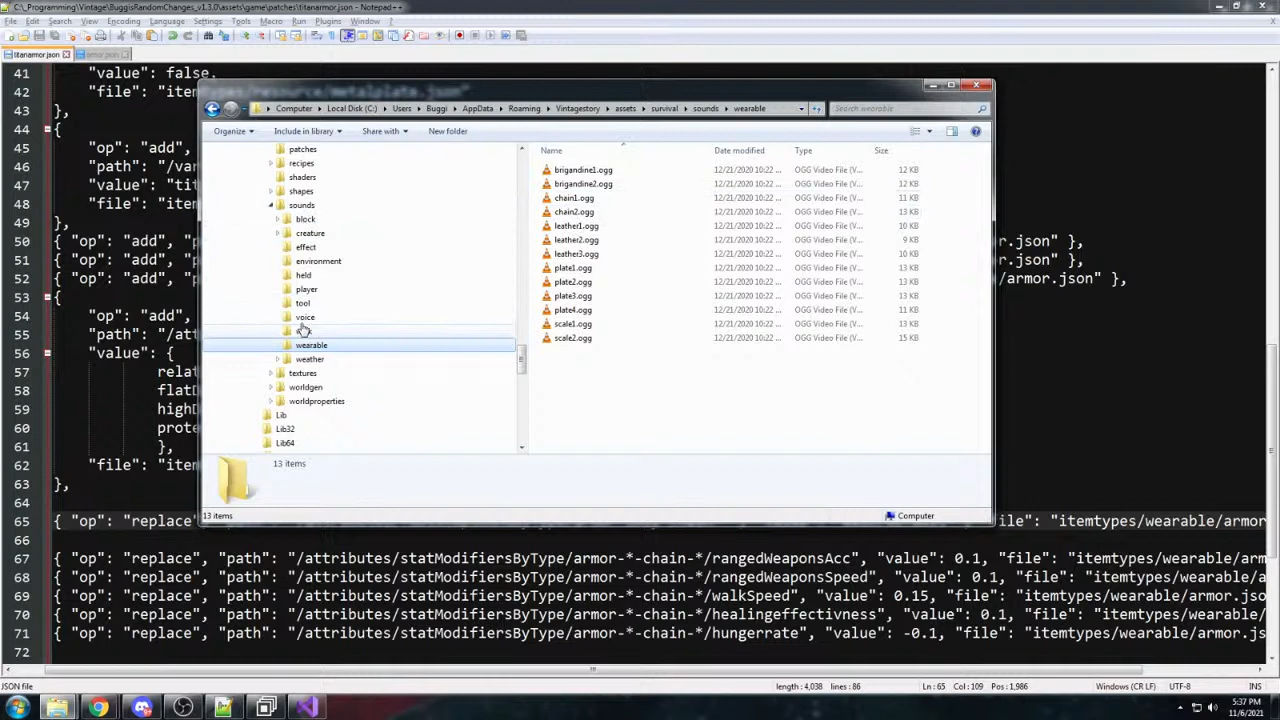 C:\_Programming\Vintage\BuggisRandomChanges_v1.3.0\assets\game\patches\titanarmor.json - Notepad++
File Edit Search View Encoding Language Settings Tools Macro Run Plugins Window ?
titanarmor.json armor.json
41 "value": false,
42 "file": "item
43 },
44 {
45 "op": "add",
46 "path": "/var
47 "value": "tit
48 "file": "item
49 },
50 { "op": "add", "p or.json" },
51 { "op": "add", "p or.json" },
52 { "op": "add", "p /armor.json" },
53 {
54 "op": "add",
55 "path": "/att
56 "value": {
57 relat
58 flatD
59 highD
60 prote
61 },
62 "file": "item
63 },
64
65 { "op": "replace" file": "itemtypes/wearable/armor
66
67 { "op": "replace", "path": "/attributes/statModifiersByType/armor-*-chain-*/rangedWeaponsAcc", "value": 0.1, "file": "itemtypes/wearable/arm
68 { "op": "replace", "path": "/attributes/statModifiersByType/armor-*-chain-*/rangedWeaponsSpeed", "value": 0.1, "file": "itemtypes/wearable/a
69 { "op": "replace", "path": "/attributes/statModifiersByType/armor-*-chain-*/walkSpeed", "value": 0.15, "file": "itemtypes/wearable/armor.jso
70 { "op": "replace", "path": "/attributes/statModifiersByType/armor-*-chain-*/healingeffectivness", "value": 0.1, "file": "itemtypes/wearable/
71 { "op": "replace", "path": "/attributes/statModifiersByType/armor-*-chain-*/hungerrate", "value": -0.1, "file": "itemtypes/wearable/armor.js
72
Computer Local Disk (C:) Users Buggi AppData Roaming Vintagestory assets survival sounds wearable
Search wearable
Organize Include in library Share with New folder
patches
recipes
shaders
shapes
sounds
block
creature
effect
environment
held
player
tool
voice
wearable
weather
textures
worldgen
worldproperties
Lib
Lib32
Lib64
Name Date modified Type Size
brigandine1.ogg 12/21/2020 10:22 ... OGG Video File (V... 12 KB
brigandine2.ogg 12/21/2020 10:22 ... OGG Video File (V... 12 KB
chain1.ogg 12/21/2020 10:22 ... OGG Video File (V... 11 KB
chain2.ogg 12/21/2020 10:22 ... OGG Video File (V... 13 KB
leather1.ogg 12/21/2020 10:22 ... OGG Video File (V... 10 KB
leather2.ogg 12/21/2020 10:22 ... OGG Video File (V... 9 KB
leather3.ogg 12/21/2020 10:22 ... OGG Video File (V... 10 KB
plate1.ogg 12/21/2020 10:22 ... OGG Video File (V... 13 KB
plate2.ogg 12/21/2020 10:22 ... OGG Video File (V... 13 KB
plate3.ogg 12/21/2020 10:22 ... OGG Video File (V... 13 KB
plate4.ogg 12/21/2020 10:22 ... OGG Video File (V... 13 KB
scale1.ogg 12/21/2020 10:22 ... OGG Video File (V... 13 KB
scale2.ogg 12/21/2020 10:22 ... OGG Video File (V... 15 KB
13 items
13 items Computer
JSON file length : 4,038 lines : 86 Ln : 65 Col : 109 Pos : 1,986 Windows (CR LF) UTF-8 INS
5:37 PM
11/6/2021